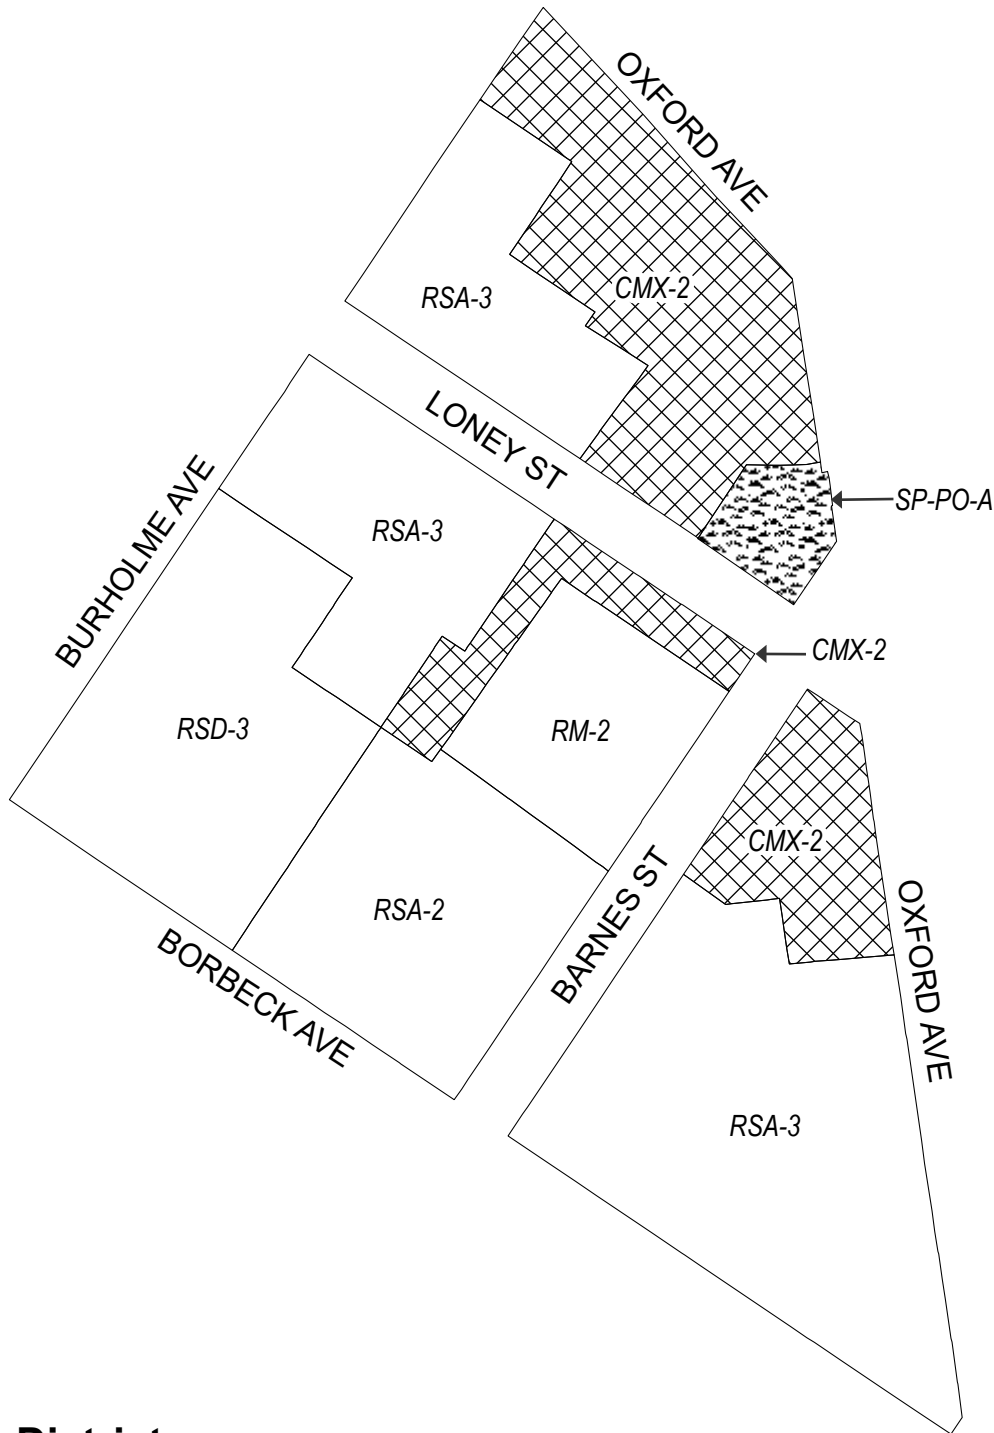 OXFORD AVE
CMX-2
RSA-3
LONEY ST
SP-PO-A
BURHOLME AVE
RSA-3
CMX-2
RSD-3
RM-2
CMX-2
RSA-2
BARNES ST
OXFORD AVE
BORBECK AVE
RSA-3